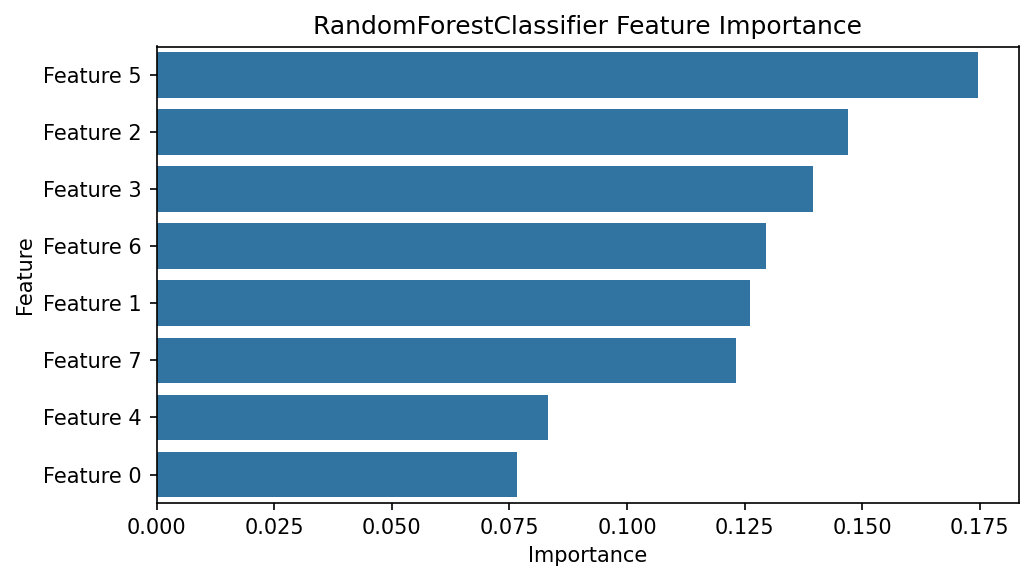 RandomForestClassifier Feature Importance
Feature 5
Feature 2
Feature 3
Feature 6
Feature 1
Feature 7
Feature 4
Feature 0
Feature
0.000 0.025 0.050 0.075 0.100 0.125 0.150 0.175
Importance